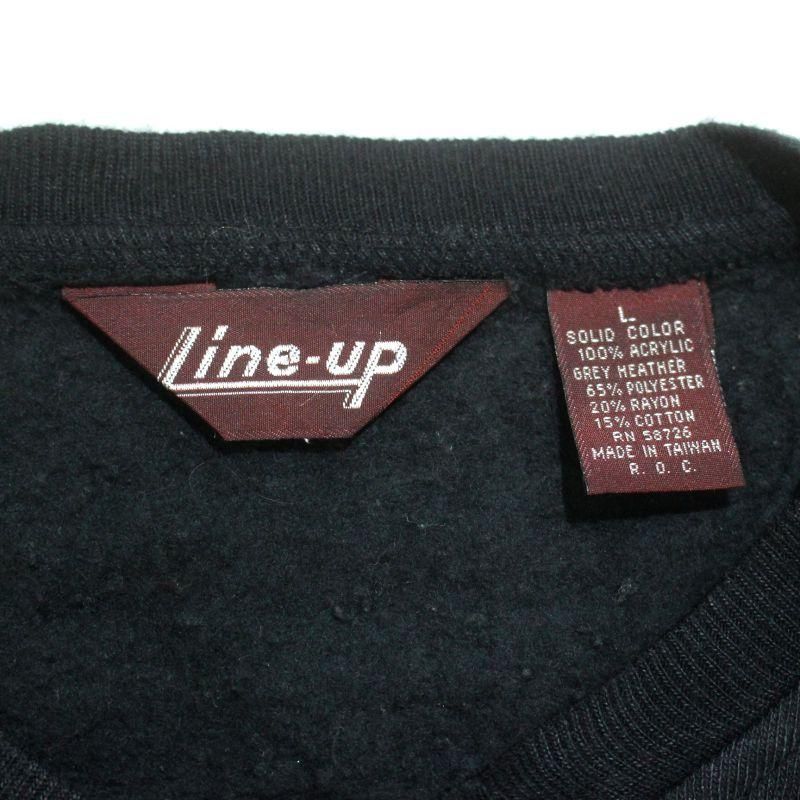 Line-up
L
SOLID COLOR
100% ACRYLIC
GREY HEATHER
65% POLYESTER
20% RAYON
15% COTTON
RN 58726
MADE IN TAIWAN
R. O. C.